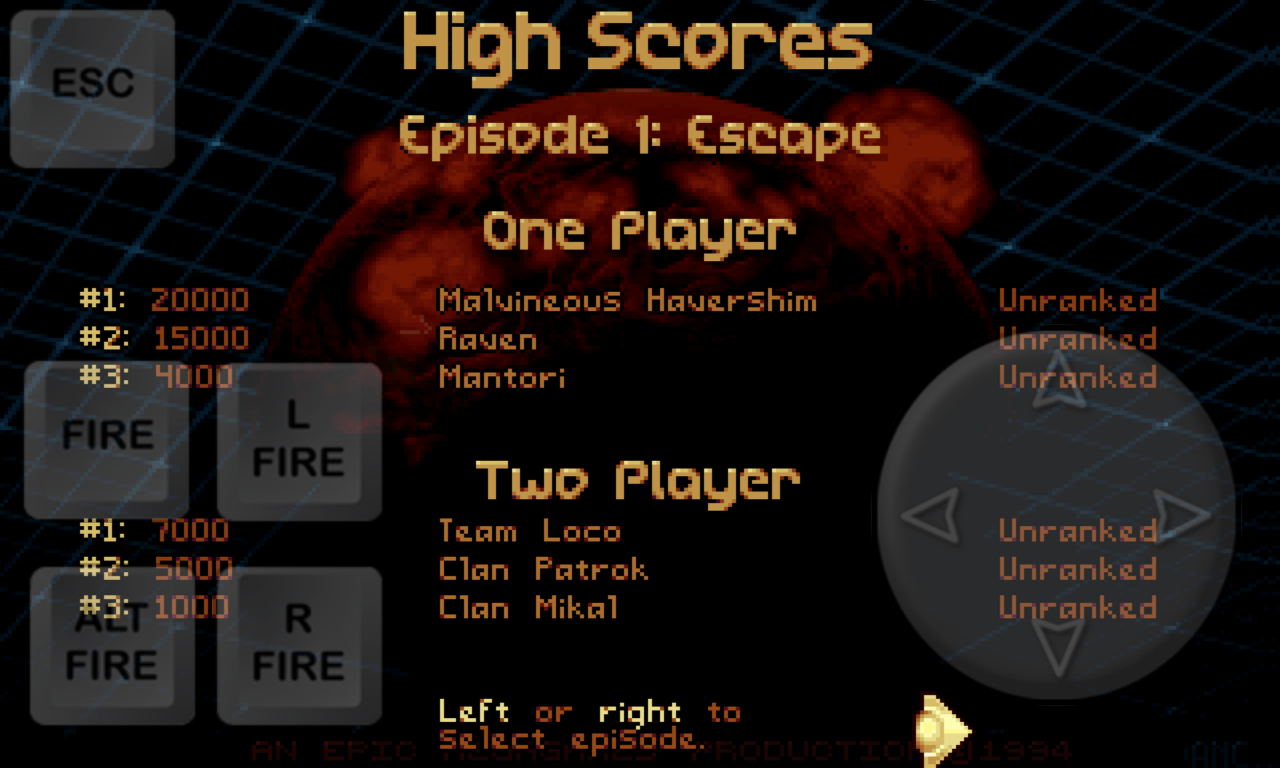 High Scores
ESC
Episode 1: Escape
One Player
#1: 20000 Malvineous Havershim Unranked
#2: 15000 Raven Unranked
#3: 4000 Mantori Unranked
FIRE
L FIRE
Two Player
#1: 7000 Team Loco Unranked
#2: 5000 Clan Patrok Unranked
#3: 1000 Clan Mikal Unranked
ALT FIRE
R FIRE
Left or right to
Select episode.
AN EPIC MEGAGAMES PRODUCTION 1994